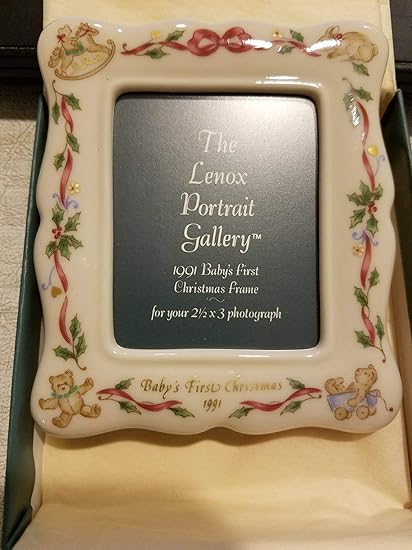 The
Lenox
Portrait
Gallery™
1991 Baby's First
Christmas Frame
for your 2½ x 3 photograph
Baby's First Christmas
1991